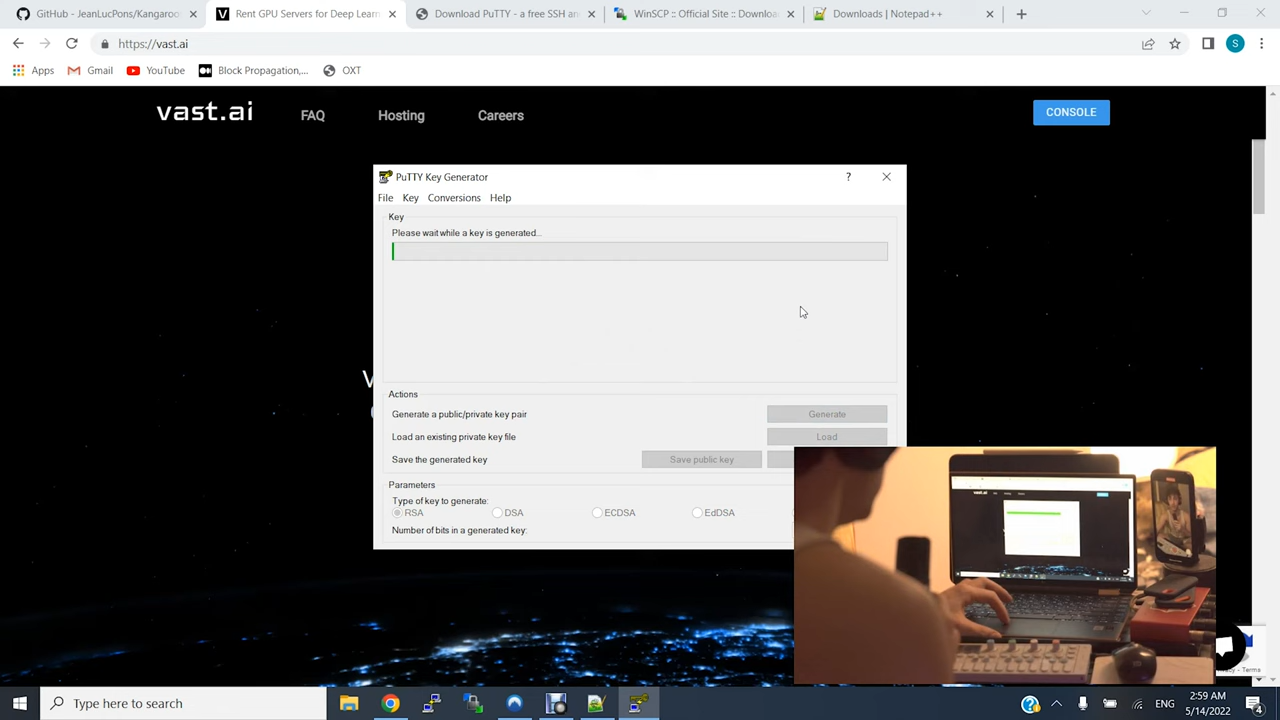 GitHub - JeanLucPons/Kangaroo
Rent GPU Servers for Deep Learn
Download PuTTY - a free SSH and
WinSCP :: Official Site :: Downloa
Downloads | Notepad++
https://vast.ai
S
Apps
Gmail
YouTube
Block Propagation,...
OXT
vast.ai
FAQ
Hosting
Careers
CONSOLE
PuTTY Key Generator
File
Key
Conversions
Help
Key
Please wait while a key is generated...
Actions
Generate a public/private key pair
Generate
Load an existing private key file
Load
Save the generated key
Save public key
Parameters
Type of key to generate:
RSA
DSA
ECDSA
EdDSA
Number of bits in a generated key:
- Terms
Type here to search
ENG
2:59 AM
5/14/2022
4